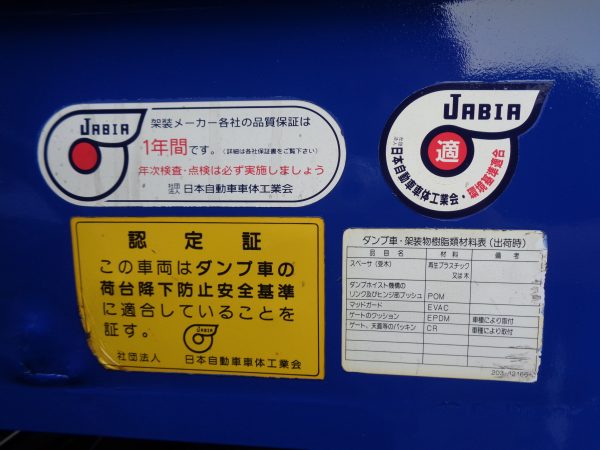 JABIA
架装メーカー各社の品質保証は
1年間です。(詳細は各社保証書をご覧下さい)
年次検査・点検は必ず実施しましょう
社団法人 日本自動車車体工業会
JABIA
適
社団法人 日本自動車車体工業会・環境基準適合
認定証
この車両はダンプ車の
荷台降下防止安全基準
に適合していることを
証す。
JABIA
社団法人 日本自動車車体工業会
ダンプ車・架装物樹脂類材料表(出荷時)
品名 材料 備考
スペーサ(受木) 再生プラスチック
又は木
ダンプホイスト機構の
リンク及びヒンジ部ブッシュ POM
マッドガード EVAC
ゲートのクッション EPDM 車種により取付
ゲート、天蓋等のパッキン CR 車種により取付